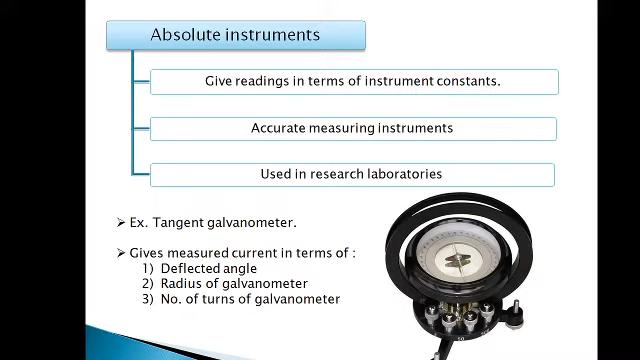 Absolute instruments
Give readings in terms of instrument constants.
Accurate measuring instruments
Used in research laboratories
➢ Ex. Tangent galvanometer.
➢ Gives measured current in terms of :
1) Deflected angle
2) Radius of galvanometer
3) No. of turns of galvanometer
50